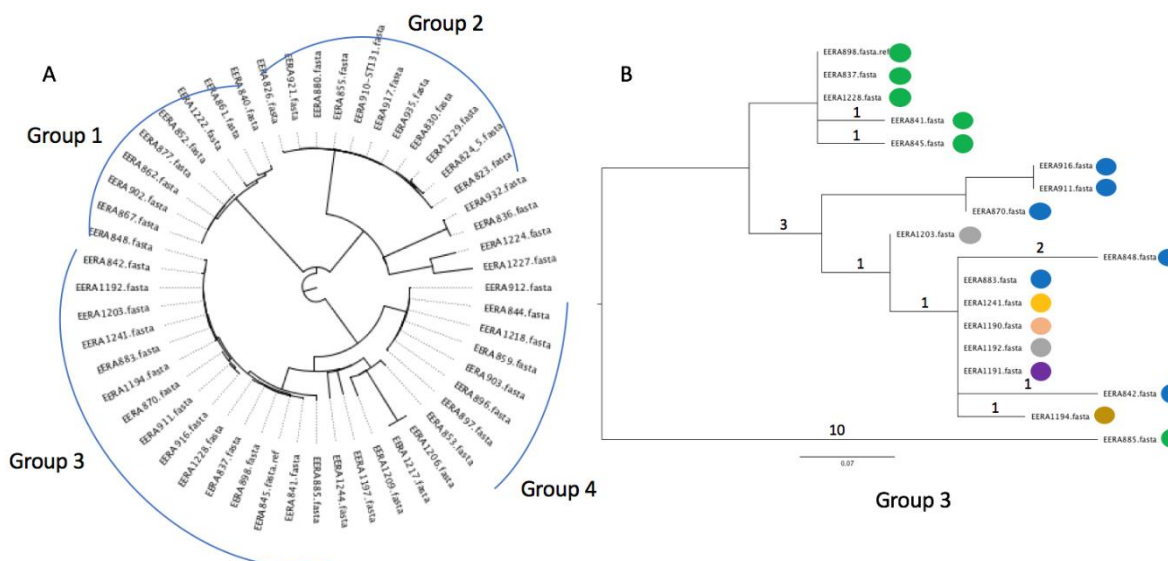 Group 2
A
Group 1
Group 3
Group 4
EERA1222.fasta
EERA861.fasta
EERA840.fasta
EERA826.fasta
EERA921.fasta
EERA880.fasta
EERA855.fasta
EERA910-ST131.fasta
EERA917.fasta
EERA935.fasta
EERA830.fasta
EERA1229.fasta
EERA824_5.fasta
EERA823.fasta
EERA932.fasta
EERA836.fasta
EERA1224.fasta
EERA1227.fasta
EERA912.fasta
EERA844.fasta
EERA1218.fasta
EERA859.fasta
EERA903.fasta
EERA896.fasta
EERA897.fasta
EERA853.fasta
EERA1206.fasta
EERA1217.fasta
EERA1209.fasta
EERA1197.fasta
EERA1244.fasta
EERA885.fasta
EERA841.fasta
EERA845.fasta.ref
EERA898.fasta
EERA837.fasta
EERA1228.fasta
EERA916.fasta
EERA911.fasta
EERA870.fasta
EERA1194.fasta
EERA883.fasta
EERA1241.fasta
EERA1203.fasta
EERA1192.fasta
EERA842.fasta
EERA848.fasta
EERA867.fasta
EERA902.fasta
EERA862.fasta
EERA877.fasta
EERA852.fasta
B
EERA898.fasta.ref
EERA837.fasta
EERA1228.fasta
1 EERA841.fasta
1 EERA845.fasta
EERA916.fasta
EERA911.fasta
EERA870.fasta
3
EERA1203.fasta
2 EERA848.fasta
1
EERA883.fasta
1 EERA1241.fasta
EERA1190.fasta
EERA1192.fasta
EERA1191.fasta
1 EERA842.fasta
1 EERA1194.fasta
10 EERA885.fasta
0.07
Group 3